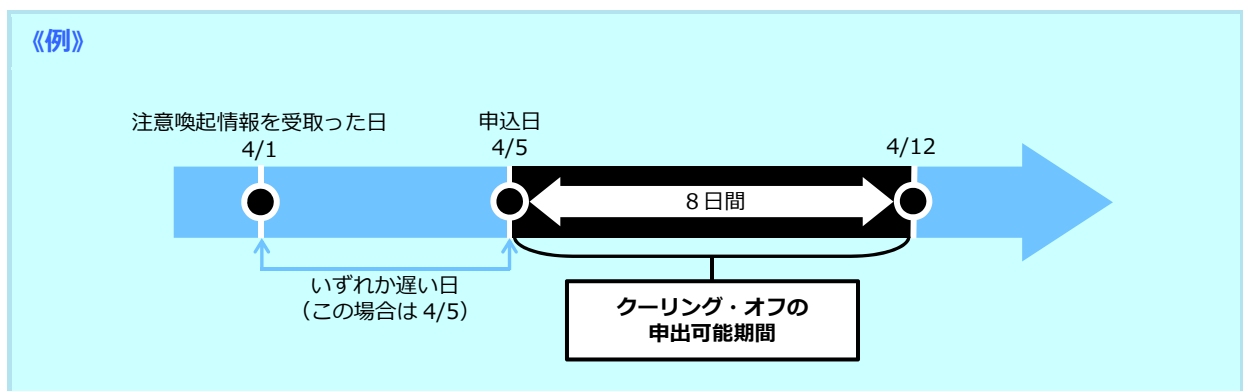 《例》
注意喚起情報を受取った日
4/1
申込日
4/5
4/12
８日間
いずれか遅い日
（この場合は 4/5）
クーリング・オフの
申出可能期間